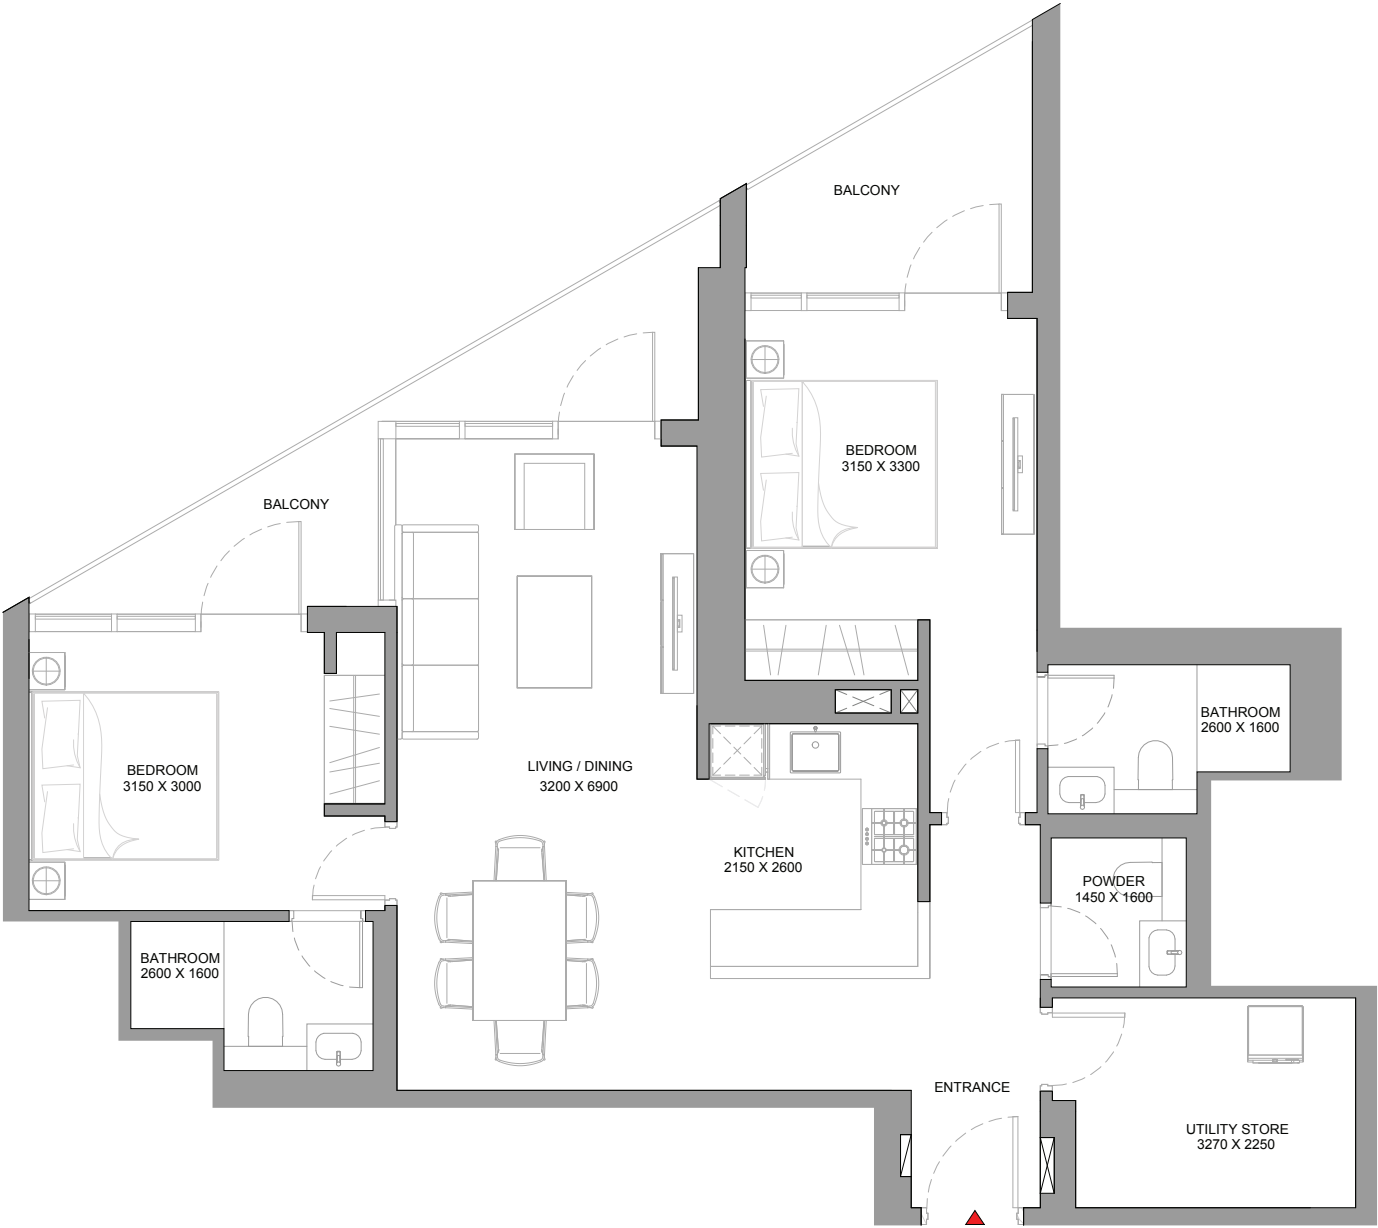 BALCONY
BEDROOM
3150 X 3300
BALCONY
BATHROOM
2600 X 1600
LIVING / DINING
3200 X 6900
BEDROOM
3150 X 3000
KITCHEN
2150 X 2600
POWDER
1450 X 1600
BATHROOM
2600 X 1600
ENTRANCE
UTILITY STORE
3270 X 2250